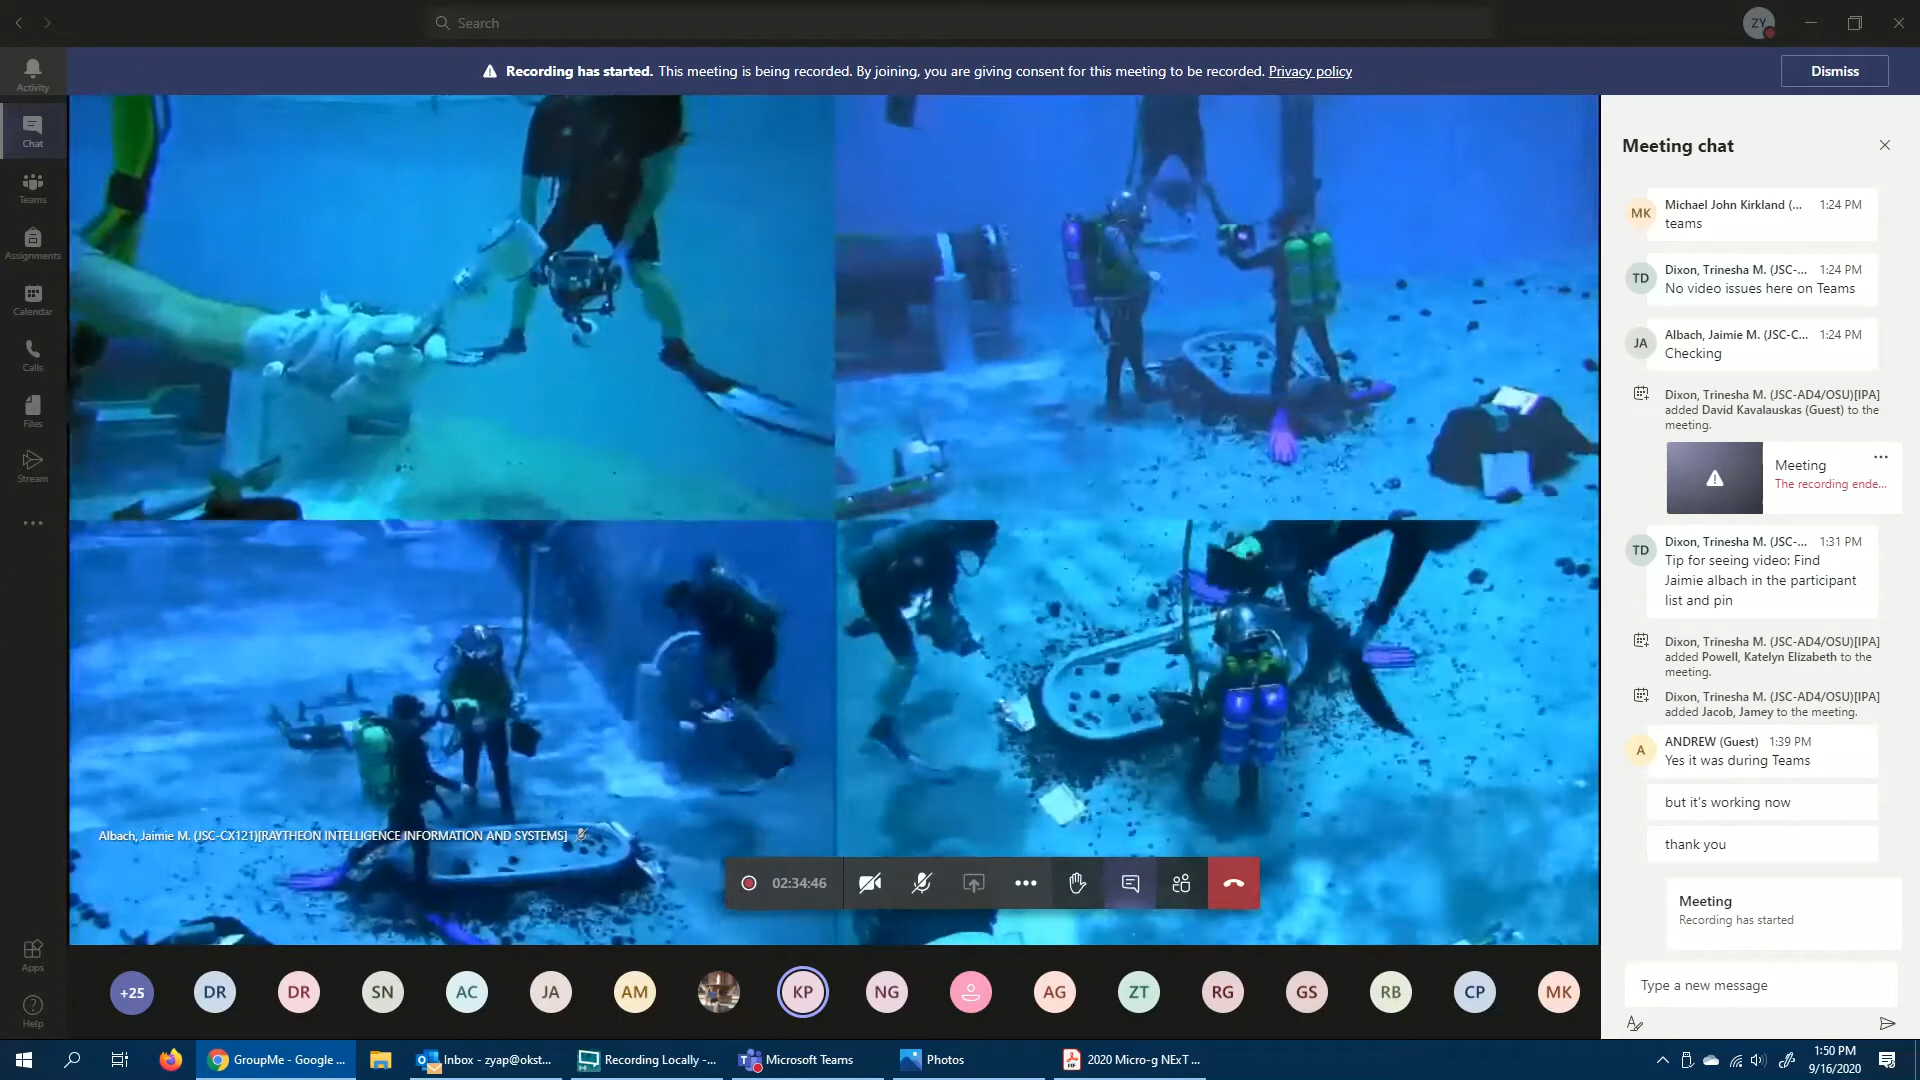 Search
ZY
Recording has started. This meeting is being recorded. By joining, you are giving consent for this meeting to be recorded. Privacy policy
Dismiss
Activity
Chat
Teams
Assignments
Calendar
Calls
Files
Stream
Apps
Help
Meeting chat
MK
Michael John Kirkland (... 1:24 PM
teams
TD
Dixon, Trinesha M. (JSC-... 1:24 PM
No video issues here on Teams
JA
Albach, Jaimie M. (JSC-C... 1:24 PM
Checking
Dixon, Trinesha M. (JSC-AD4/OSU)[IPA]
added David Kavalauskas (Guest) to the
meeting.
Meeting
The recording ende...
TD
Dixon, Trinesha M. (JSC-... 1:31 PM
Tip for seeing video: Find
Jaimie albach in the participant
list and pin
Dixon, Trinesha M. (JSC-AD4/OSU)[IPA]
added Powell, Katelyn Elizabeth to the
meeting.
Dixon, Trinesha M. (JSC-AD4/OSU)[IPA]
added Jacob, Jamey to the meeting.
A
ANDREW (Guest) 1:39 PM
Yes it was during Teams
but it's working now
thank you
Meeting
Recording has started
Type a new message
Albach, Jaimie M. (JSC-CX121)[RAYTHEON INTELLIGENCE INFORMATION AND SYSTEMS]
02:34:46
+25 DR DR SN AC JA AM KP NG AG ZT RG GS RB CP MK
GroupMe - Google ...
Inbox - zyap@okst...
Recording Locally -...
Microsoft Teams
Photos
2020 Micro-g NExT ...
1:50 PM
9/16/2020